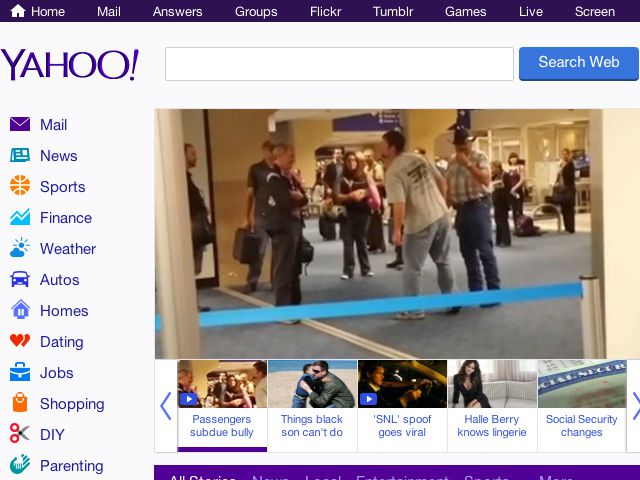 Home Mail Answers Groups Flickr Tumblr Games Live Screen
YAHOO!
Search Web
Mail
News
Sports
Finance
Weather
Autos
Homes
Dating
Jobs
Shopping
DIY
Parenting
Passengers
subdue bully
Things black
son can't do
'SNL' spoof
goes viral
Halle Berry
knows lingerie
SOCIAL SECUR
Social Security
changes
All Stories News Local Entertainment Sports More